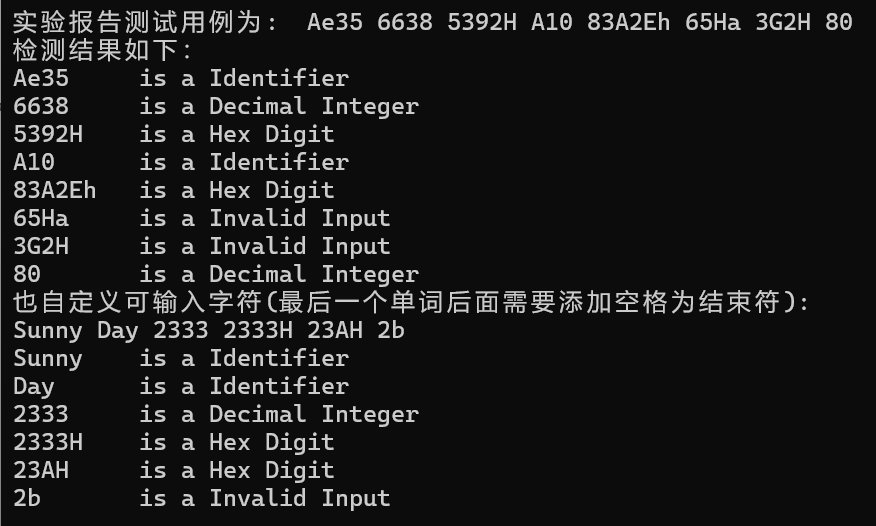 实验报告测试用例为:  Ae35 6638 5392H A10 83A2Eh 65Ha 3G2H 80
检测结果如下:
Ae35     is a Identifier
6638     is a Decimal Integer
5392H    is a Hex Digit
A10      is a Identifier
83A2Eh   is a Hex Digit
65Ha     is a Invalid Input
3G2H     is a Invalid Input
80       is a Decimal Integer
也自定义可输入字符(最后一个单词后面需要添加空格为结束符):
Sunny Day 2333 2333H 23AH 2b
Sunny    is a Identifier
Day      is a Identifier
2333     is a Decimal Integer
2333H    is a Hex Digit
23AH     is a Hex Digit
2b       is a Invalid Input